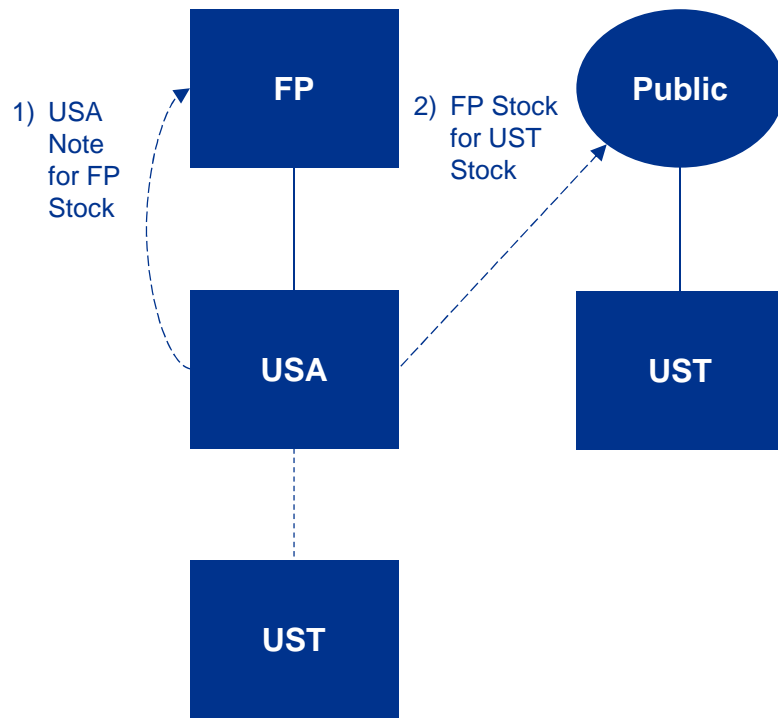 FP
Public
1) USA
Note
for FP
Stock
2) FP Stock
for UST
Stock
USA
UST
UST